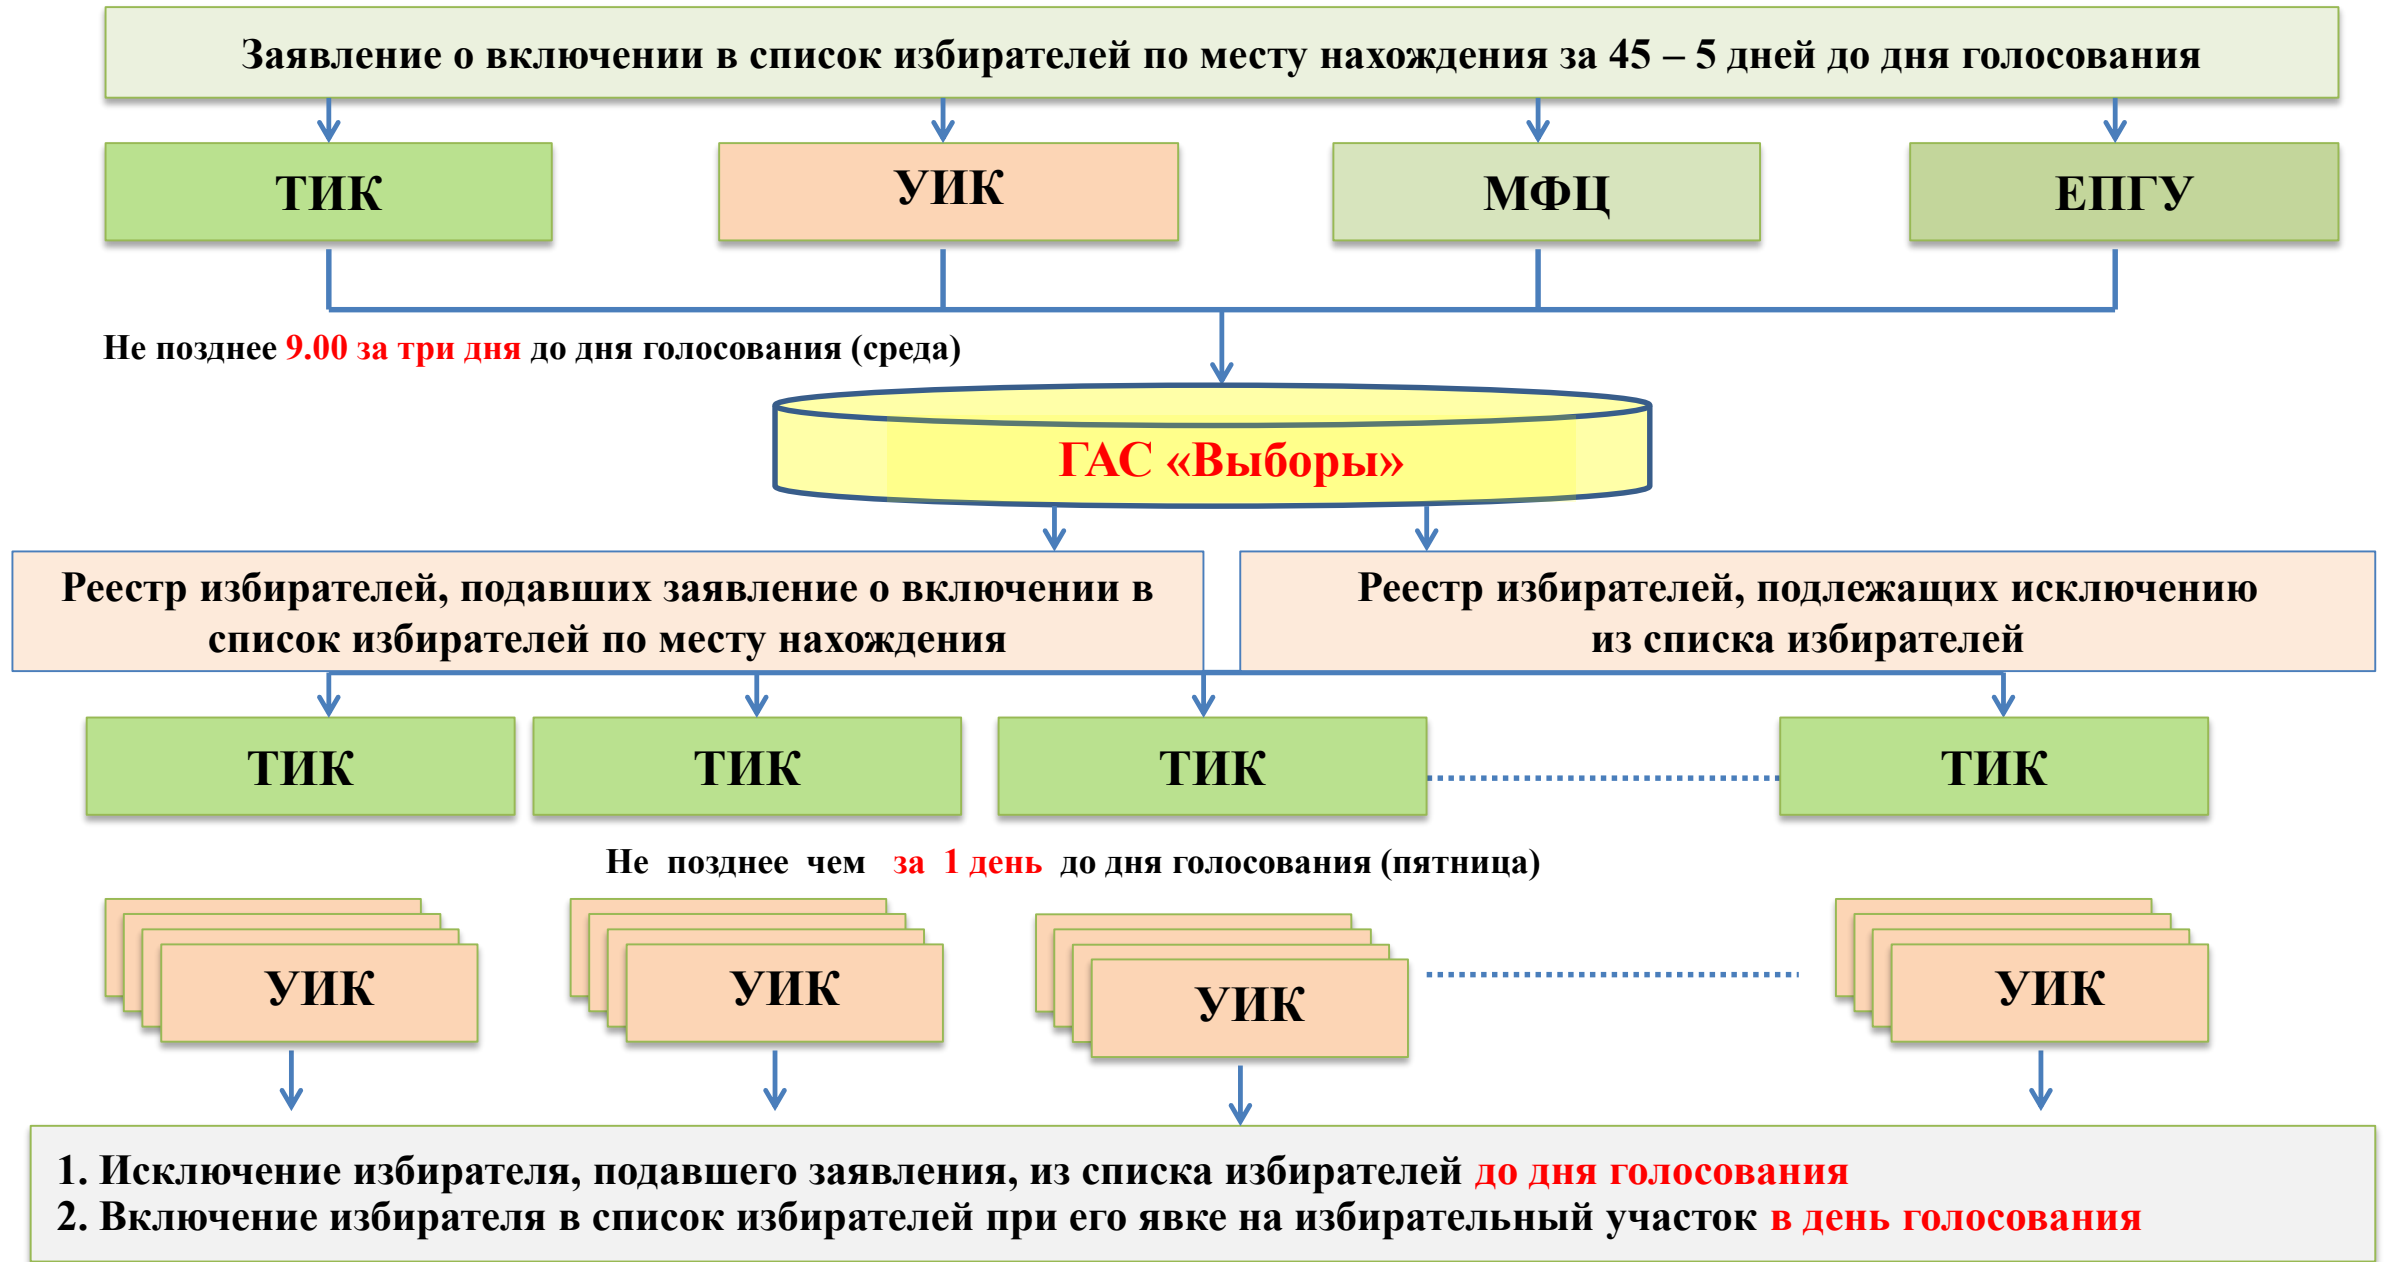 Заявление о включении в список избирателей по месту нахождения за 45 – 5 дней до дня голосования
ТИК
УИК
МФЦ
ЕПГУ
Не позднее 9.00 за три дня до дня голосования (среда)
ГАС «Выборы»
Реестр избирателей, подавших заявление о включении в
список избирателей по месту нахождения
Реестр избирателей, подлежащих исключению
из списка избирателей
ТИК
ТИК
ТИК
ТИК
Не позднее чем за 1 день до дня голосования (пятница)
УИК
УИК
УИК
УИК
1. Исключение избирателя, подавшего заявления, из списка избирателей до дня голосования
2. Включение избирателя в список избирателей при его явке на избирательный участок в день голосования